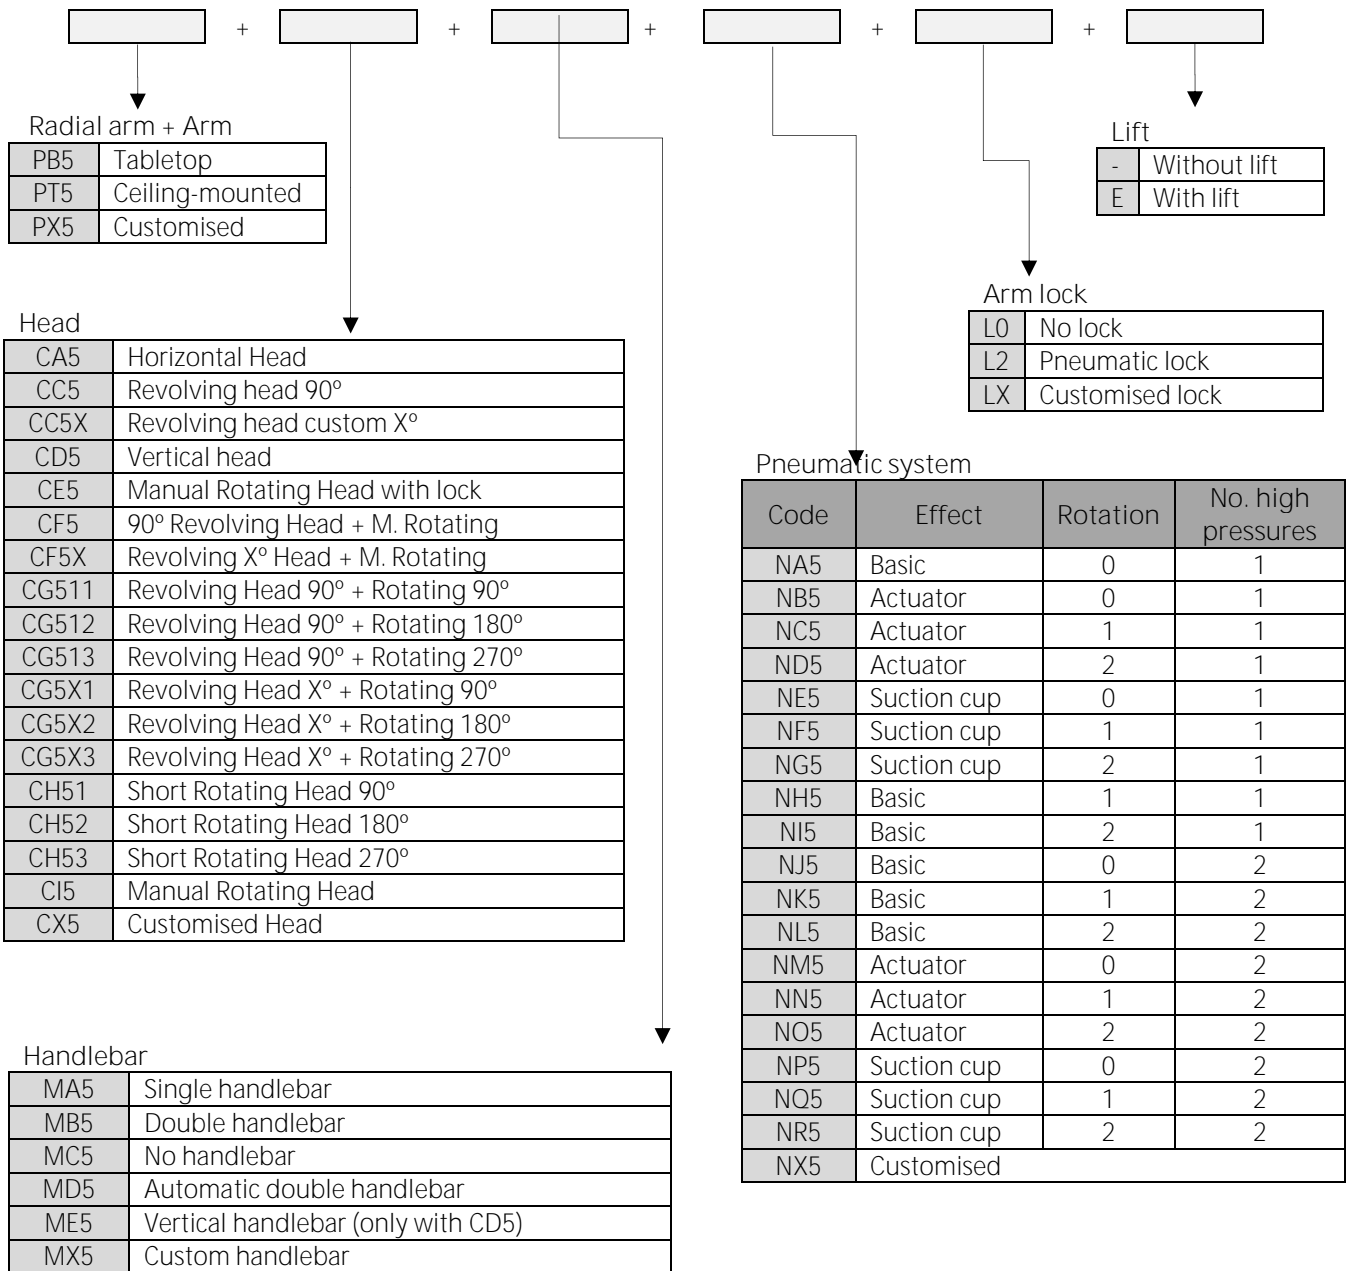 + + + + +
Radial arm + Arm
PB5 Tabletop
PT5 Ceiling-mounted
PX5 Customised
Lift
- Without lift
E With lift
Arm lock
L0 No lock
L2 Pneumatic lock
LX Customised lock
Head
CA5 Horizontal Head
CC5 Revolving head 90º
CC5X Revolving head custom Xº
CD5 Vertical head
CE5 Manual Rotating Head with lock
CF5 90º Revolving Head + M. Rotating
CF5X Revolving Xº Head + M. Rotating
CG511 Revolving Head 90º + Rotating 90º
CG512 Revolving Head 90º + Rotating 180º
CG513 Revolving Head 90º + Rotating 270º
CG5X1 Revolving Head Xº + Rotating 90º
CG5X2 Revolving Head Xº + Rotating 180º
CG5X3 Revolving Head Xº + Rotating 270º
CH51 Short Rotating Head 90º
CH52 Short Rotating Head 180º
CH53 Short Rotating Head 270º
CI5 Manual Rotating Head
CX5 Customised Head
Pneumatic system
Code Effect Rotation No. high
pressures
NA5 Basic 0 1
NB5 Actuator 0 1
NC5 Actuator 1 1
ND5 Actuator 2 1
NE5 Suction cup 0 1
NF5 Suction cup 1 1
NG5 Suction cup 2 1
NH5 Basic 1 1
NI5 Basic 2 1
NJ5 Basic 0 2
NK5 Basic 1 2
NL5 Basic 2 2
NM5 Actuator 0 2
NN5 Actuator 1 2
NO5 Actuator 2 2
NP5 Suction cup 0 2
NQ5 Suction cup 1 2
NR5 Suction cup 2 2
NX5 Customised
Handlebar
MA5 Single handlebar
MB5 Double handlebar
MC5 No handlebar
MD5 Automatic double handlebar
ME5 Vertical handlebar (only with CD5)
MX5 Custom handlebar